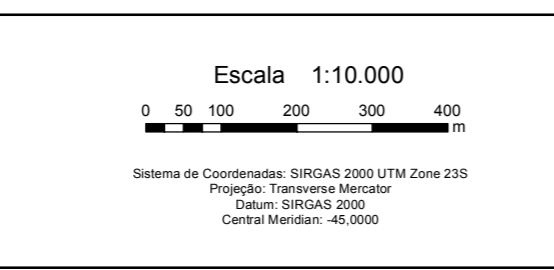 Escala 1:10.000
0 50 100 200 300 400
m
Sistema de Coordenadas: SIRGAS 2000 UTM Zone 23S
Projeção: Transverse Mercator
Datum: SIRGAS 2000
Central Meridian: -45,0000